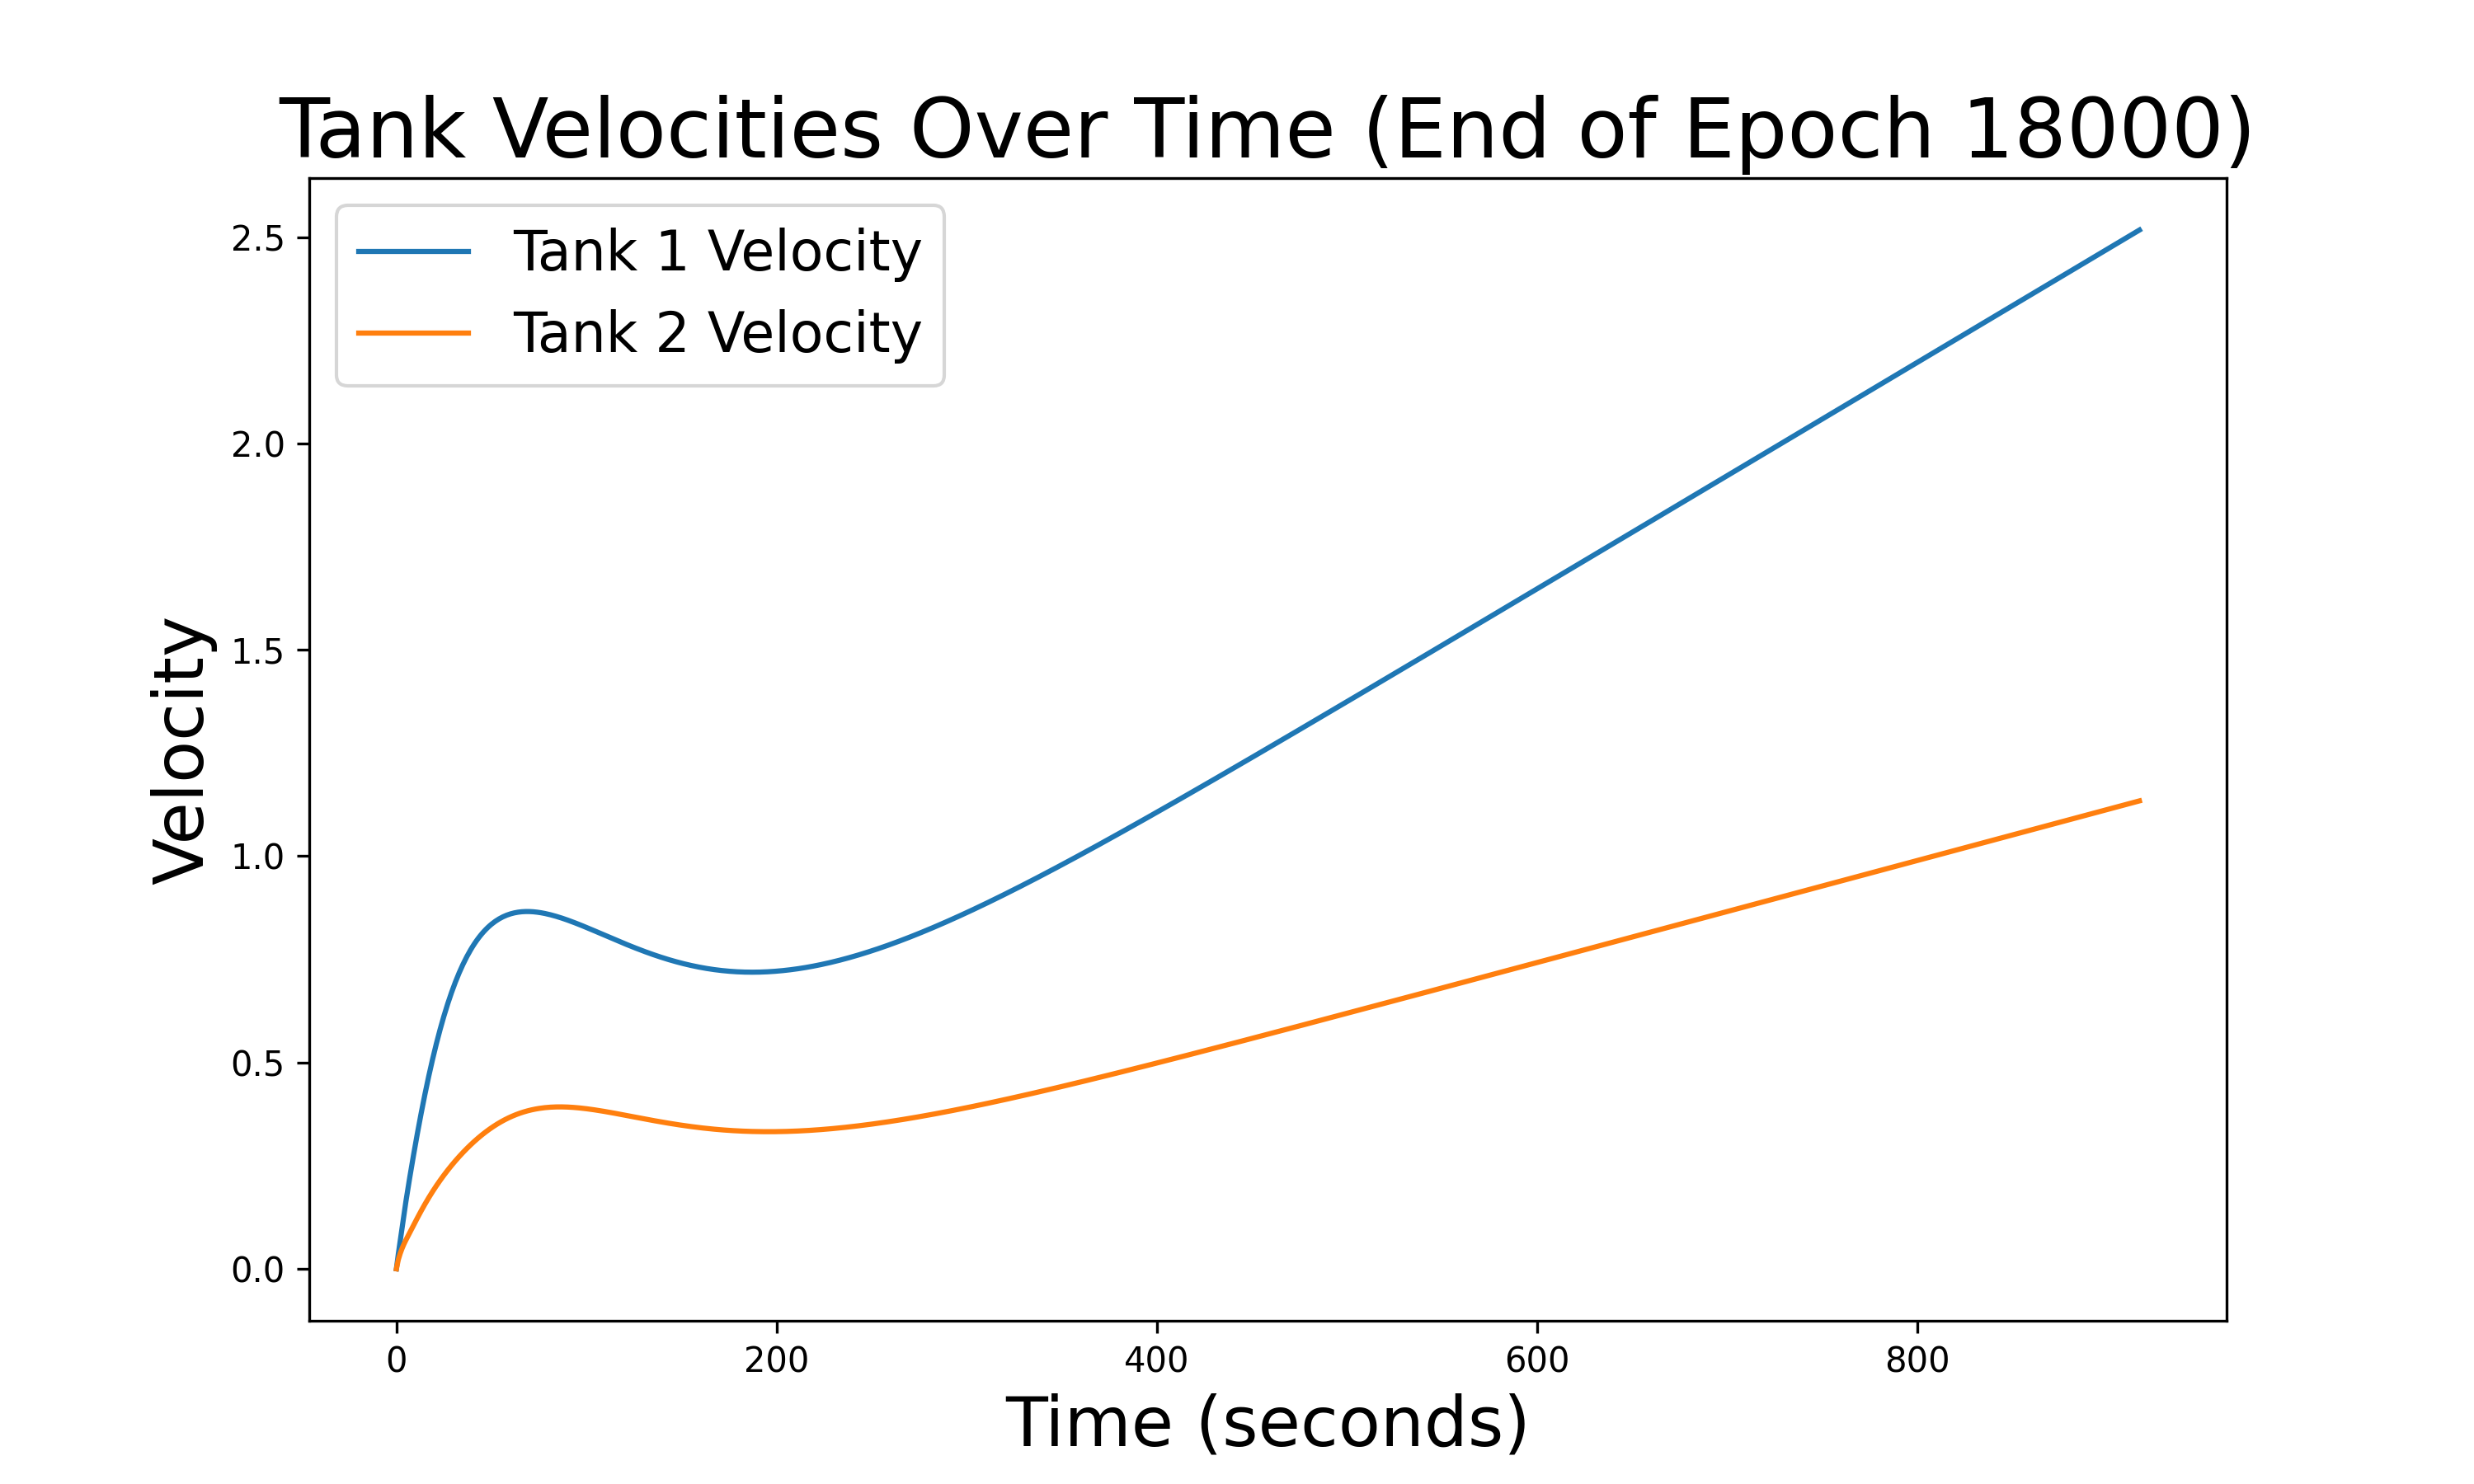 Tank Velocities Over Time (End of Epoch 18000)
Tank 1 Velocity
Tank 2 Velocity
Velocity
2.5
2.0
1.5
1.0
0.5
0.0
0 200 400 600 800
Time (seconds)